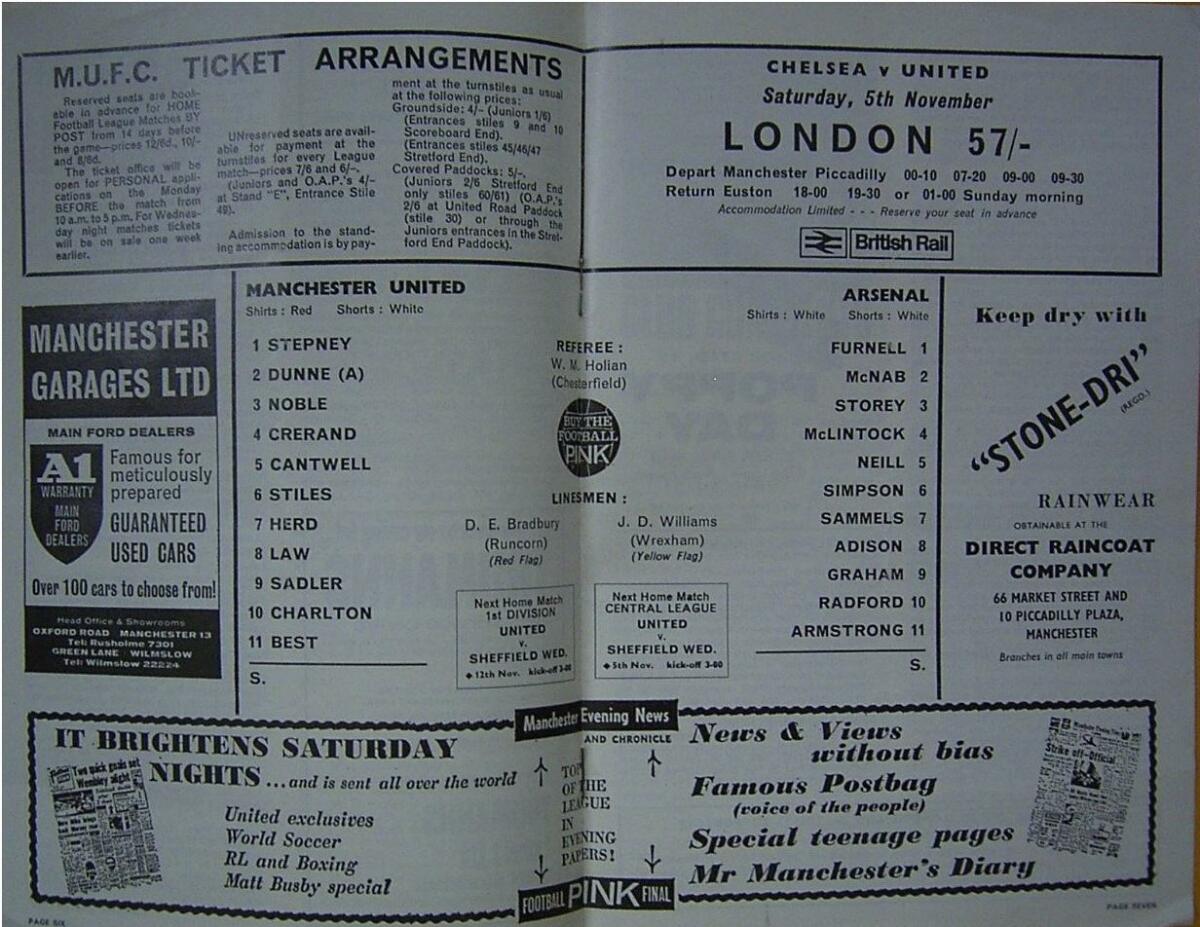 M.U.F.C. TICKET ARRANGEMENTS
Reserved seats are book-
able in advance for HOME
Football League Matches BY
POST from 14 days before
the game—prices 12/6d., 10/-
and 8/6d.
The ticket office will be
open for PERSONAL appli-
cations on the Monday
BEFORE the match from
10 a.m. to 5 p.m. For Wednes-
day night matches tickets
will be on sale one week
earlier.
UNreserved seats are avail-
able for payment at the
turnstiles for every League
match—prices 7/6 and 6/-.
(Juniors and O.A.P.'s 4/-
at Stand "E", Entrance Stile
49).
Admission to the stand-
ing accommodation is by pay-
ment at the turnstiles as usual
at the following prices:
Groundside: 4/- (Juniors 1/6)
(Entrances stiles 9 and 10
Scoreboard End).
(Entrances stiles 45/46/47
Stretford End).
Covered Paddocks: 5/-.
(Juniors 2/6 Stretford End
only stiles 60/61) (O.A.P.'s
2/6 at United Road Paddock
(stile 30) or through the
Juniors entrances in the Stret-
ford End Paddock).
CHELSEA v UNITED
Saturday, 5th November
LONDON 57/-
Depart Manchester Piccadilly 00-10 07-20 09-00 09-30
Return Euston 18-00 19-30 or 01-00 Sunday morning
Accommodation Limited - - - Reserve your seat in advance
British Rail
MANCHESTER
GARAGES LTD
MAIN FORD DEALERS
A1
WARRANTY
MAIN
FORD
DEALERS
Famous for
meticulously
prepared
GUARANTEED
USED CARS
Over 100 cars to choose from!
Head Office & Showrooms
OXFORD ROAD MANCHESTER 13
Tel: Rusholme 7301
GREEN LANE WILMSLOW
Tel: Wilmslow 22224
MANCHESTER UNITED
Shirts : Red Shorts : White
1 STEPNEY
2 DUNNE (A)
3 NOBLE
4 CRERAND
5 CANTWELL
6 STILES
7 HERD
8 LAW
9 SADLER
10 CHARLTON
11 BEST
S.
REFEREE :
W. M. Holian
(Chesterfield)
BUY THE
FOOTBALL
PINK
LINESMEN :
D. E. Bradbury
(Runcorn)
(Red Flag)
J. D. Williams
(Wrexham)
(Yellow Flag)
Next Home Match
1st DIVISION
UNITED
v.
SHEFFIELD WED.
◆ 12th Nov. kick-off 3-00
Next Home Match
CENTRAL LEAGUE
UNITED
v.
SHEFFIELD WED.
◆ 5th Nov. kick-off 3-00
ARSENAL
Shirts : White Shorts : White
FURNELL 1
McNAB 2
STOREY 3
McLINTOCK 4
NEILL 5
SIMPSON 6
SAMMELS 7
ADISON 8
GRAHAM 9
RADFORD 10
ARMSTRONG 11
S.
Keep dry with
"STONE-DRI"
(REGD.)
RAINWEAR
OBTAINABLE AT THE
DIRECT RAINCOAT
COMPANY
66 MARKET STREET AND
10 PICCADILLY PLAZA,
MANCHESTER
Branches in all main towns
IT BRIGHTENS SATURDAY
NIGHTS ...and is sent all over the world
Two quick goals set
Wembley alight
United exclusives
World Soccer
RL and Boxing
Matt Busby special
Manchester Evening News
AND CHRONICLE
TOP
OF THE
LEAGUE
IN
EVENING
PAPERS!
FOOTBALL PINK FINAL
News & Views
without bias
Famous Postbag
(voice of the people)
Special teenage pages
Mr Manchester's Diary
Strike off—Official
PAGE SIX
PAGE SEVEN